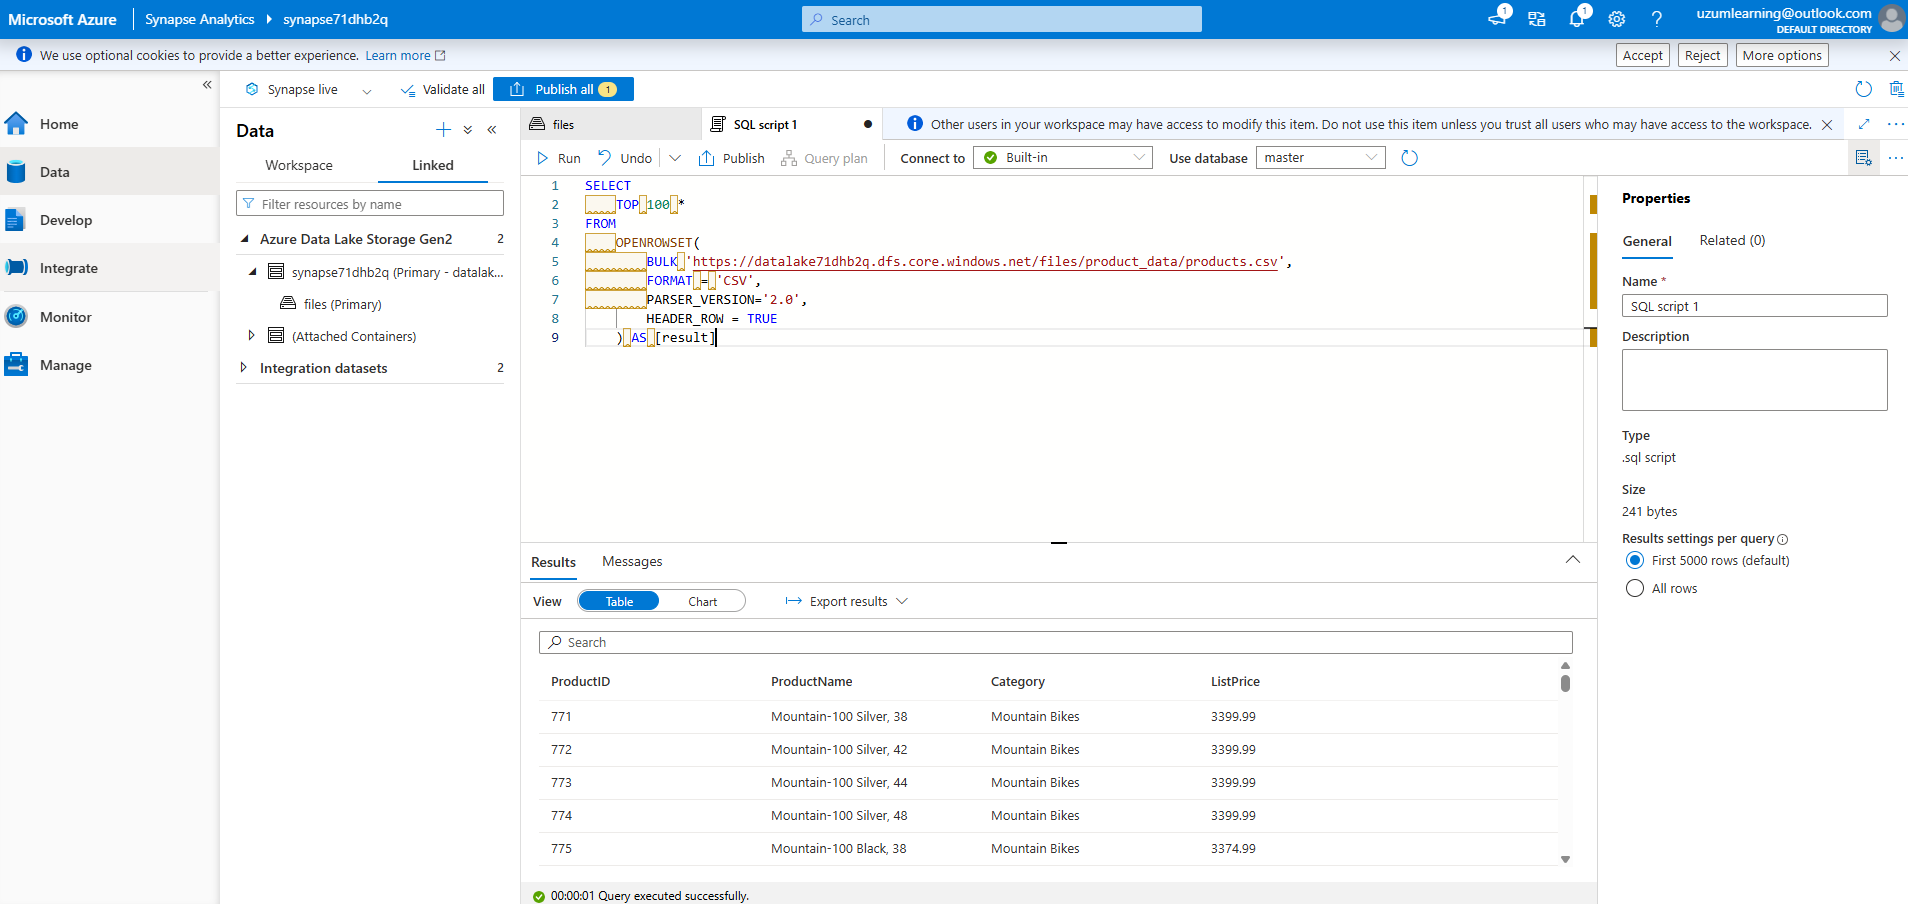 Microsoft Azure
Synapse Analytics
synapse71dhb2q
Search
1
1
uzumlearning@outlook.com
DEFAULT DIRECTORY
We use optional cookies to provide a better experience. Learn more
Accept
Reject
More options
Synapse live
Validate all
Publish all 1
Home
Data
Develop
Integrate
Monitor
Manage
Data
Workspace
Linked
Filter resources by name
Azure Data Lake Storage Gen2 2
synapse71dhb2q (Primary - datalak...
files (Primary)
(Attached Containers)
Integration datasets 2
files
SQL script 1
Other users in your workspace may have access to modify this item. Do not use this item unless you trust all users who may have access to the workspace.
Run
Undo
Publish
Query plan
Connect to
Built-in
Use database
master
1 SELECT
2 TOP 100 *
3 FROM
4 OPENROWSET(
5 BULK 'https://datalake71dhb2q.dfs.core.windows.net/files/product_data/products.csv',
6 FORMAT = 'CSV',
7 PARSER_VERSION='2.0',
8 HEADER_ROW = TRUE
9 ) AS [result]
Results
Messages
View
Table
Chart
Export results
Search
ProductID ProductName Category ListPrice
771 Mountain-100 Silver, 38 Mountain Bikes 3399.99
772 Mountain-100 Silver, 42 Mountain Bikes 3399.99
773 Mountain-100 Silver, 44 Mountain Bikes 3399.99
774 Mountain-100 Silver, 48 Mountain Bikes 3399.99
775 Mountain-100 Black, 38 Mountain Bikes 3374.99
00:00:01 Query executed successfully.
Properties
General
Related (0)
Name *
SQL script 1
Description
Type
.sql script
Size
241 bytes
Results settings per query
First 5000 rows (default)
All rows